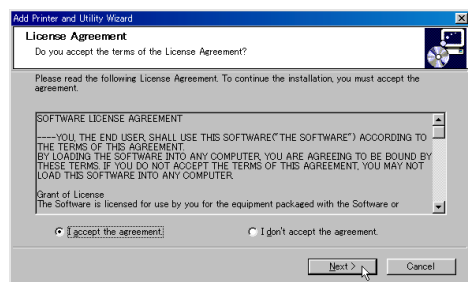 Add Printer and Utility Wizard
License Agreement
Do you accept the terms of the License Agreement?
Please read the following License Agreement. To continue the installation, you must accept the
agreement.
SOFTWARE LICENSE AGREEMENT
----YOU, THE END USER, SHALL USE THIS SOFTWARE("THE SOFTWARE") ACCORDING TO
THE TERMS OF THIS AGREEMENT.
BY LOADING THE SOFTWARE INTO ANY COMPUTER, YOU ARE AGREEING TO BE BOUND BY
THESE TERMS. IF YOU DO NOT ACCEPT THE TERMS OF THIS AGREEMENT, YOU MAY NOT
LOAD THIS SOFTWARE INTO ANY COMPUTER.
Grant of License
The Software is licensed for use by you for the equipment packaged with the Software or
I accept the agreement.
I don't accept the agreement.
Next >
Cancel